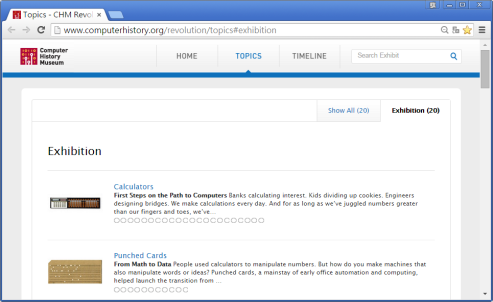 Topics - CHM Revol
www.computerhistory.org/revolution/topics#exhibition
Computer
History
Museum
HOME
TOPICS
TIMELINE
Search Exhibit
Show All (20)
Exhibition (20)
Exhibition
Calculators
First Steps on the Path to Computers Banks calculating interest. Kids dividing up cookies. Engineers
designing bridges. We make calculations every day. And for as long as we've juggled numbers greater
than our fingers and toes, we've...
Punched Cards
From Math to Data People used calculators to manipulate numbers. But how do you make machines that
also manipulate words or ideas? Punched cards, a mainstay of early office automation and computing,
helped launch the transition from ...